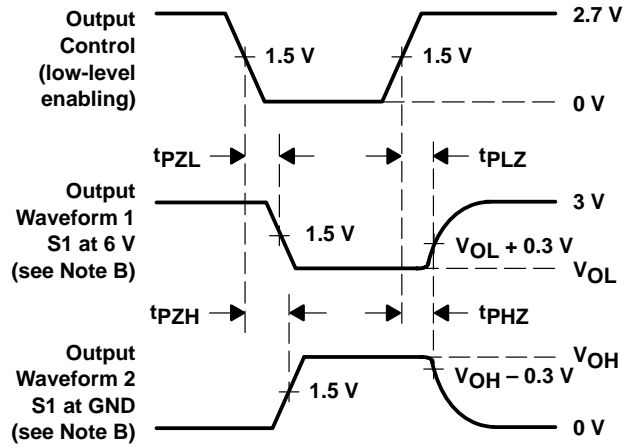 Output
Control
(low-level
enabling)
1.5 V
1.5 V
2.7 V
0 V
tPZL
tPLZ
Output
Waveform 1
S1 at 6 V
(see Note B)
1.5 V
3 V
VOL + 0.3 V
VOL
tPZH
tPHZ
Output
Waveform 2
S1 at GND
(see Note B)
1.5 V
VOH
VOH – 0.3 V
0 V